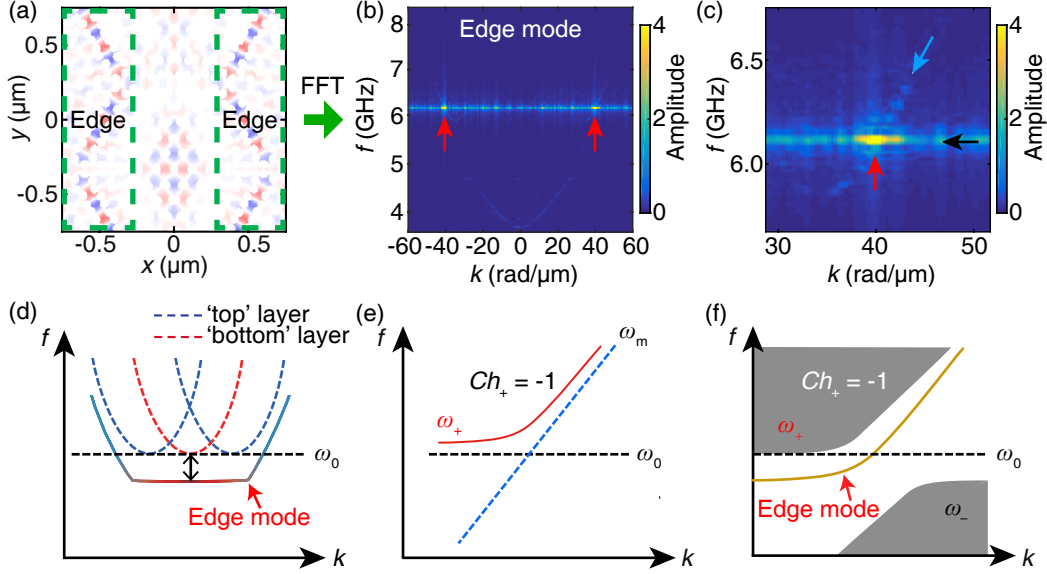 (a)
0.5
0
-0.5
y (μm)
Edge
Edge
-0.5
0
0.5
x (μm)
FFT
(b)
Edge mode
8
7
6
5
4
f (GHz)
-60
-40
-20
0
20
40
60
k (rad/μm)
4
2
0
Amplitude
(c)
6.5
6.0
f (GHz)
30
40
50
k (rad/μm)
4
2
0
Amplitude
(d)
'top' layer
'bottom' layer
f
ω₀
Edge mode
k
(e)
f
ωₘ
Ch₊ = -1
ω₊
ω₀
k
(f)
f
Ch₊ = -1
ω₊
ω₀
Edge mode
ω₋
k